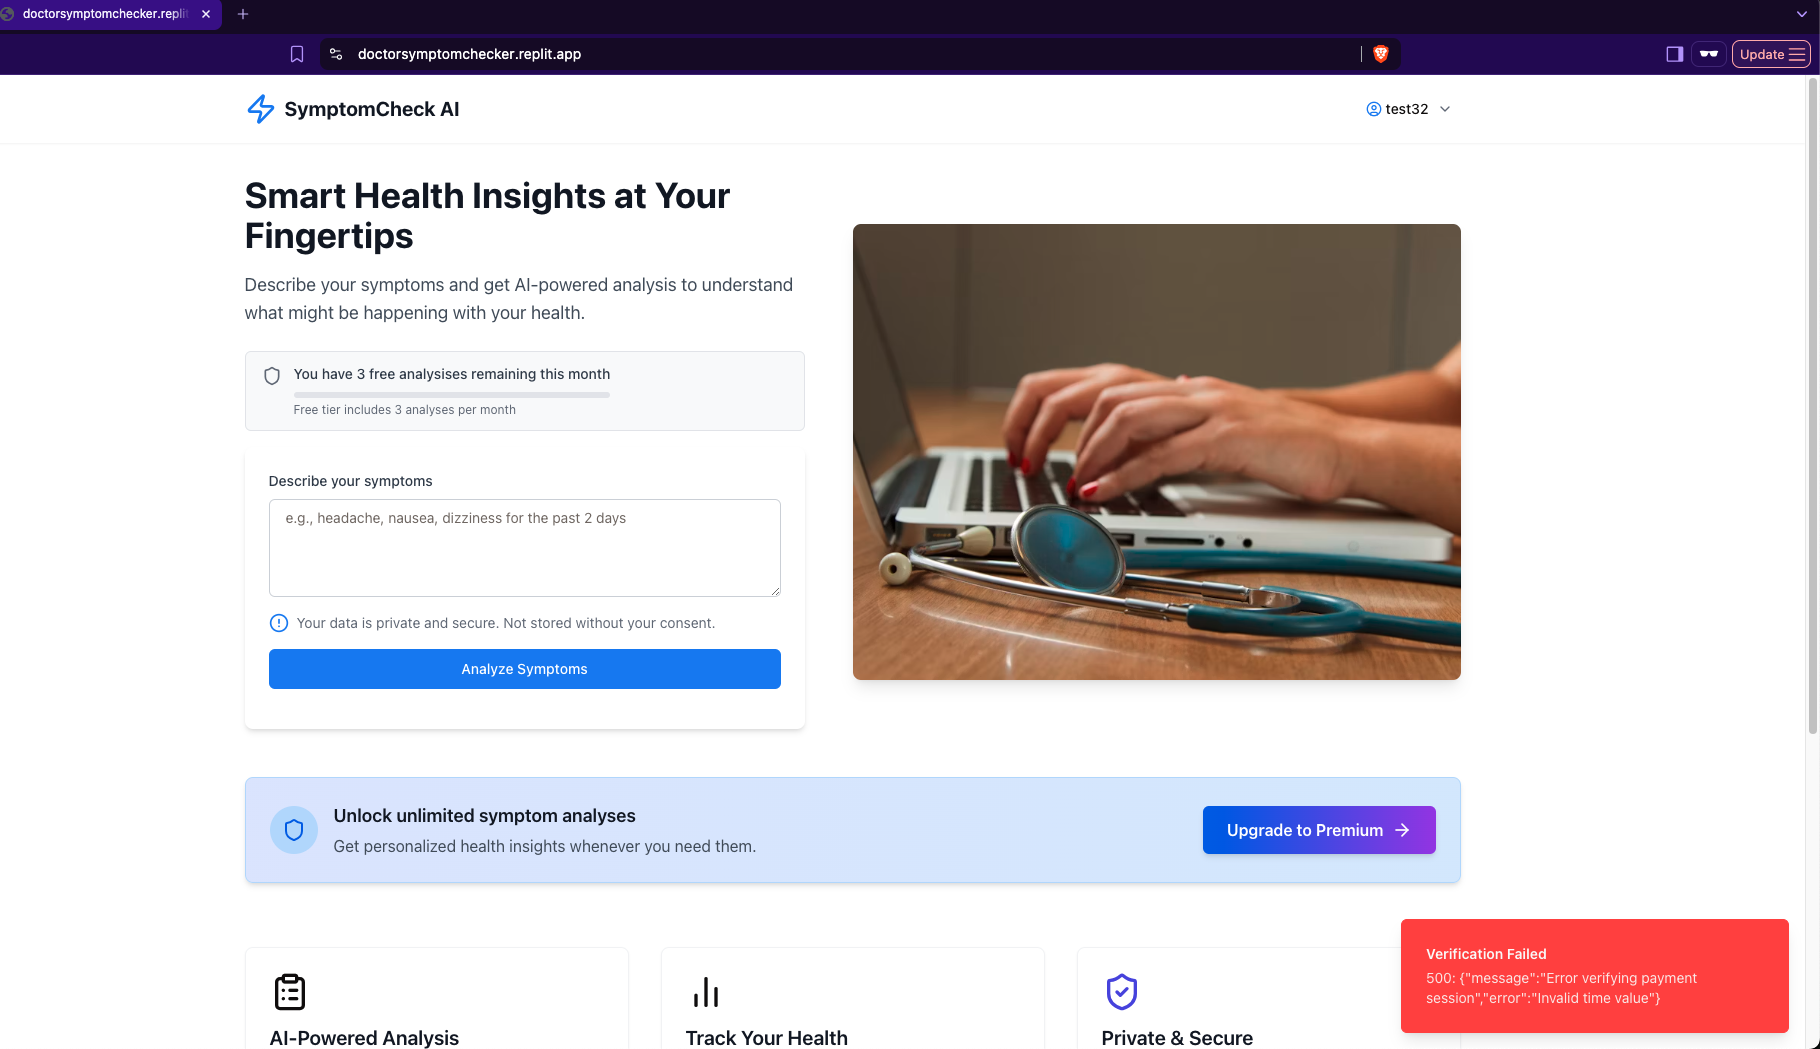 doctorsymptomchecker.repli
doctorsymptomchecker.replit.app
Update
SymptomCheck AI
test32
Smart Health Insights at Your
Fingertips
Describe your symptoms and get AI-powered analysis to understand
what might be happening with your health.
You have 3 free analysises remaining this month
Free tier includes 3 analyses per month
Describe your symptoms
e.g., headache, nausea, dizziness for the past 2 days
Your data is private and secure. Not stored without your consent.
Analyze Symptoms
Unlock unlimited symptom analyses
Get personalized health insights whenever you need them.
Upgrade to Premium
Verification Failed
500: {"message":"Error verifying payment
session","error":"Invalid time value"}
AI-Powered Analysis
Track Your Health
Private & Secure